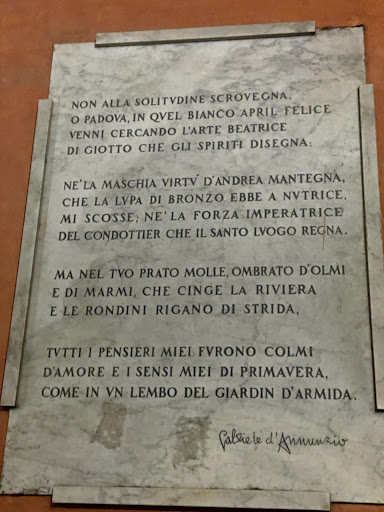 NON ALLA SOLITVDINE SCROVEGNA,
O PADOVA, IN QVEL BIANCO APRIL FELICE
VENNI CERCANDO L'ARTE BEATRICE
DI GIOTTO CHE GLI SPIRITI DISEGNA;
NE' LA MASCHIA VIRTV' D'ANDREA MANTEGNA,
CHE LA LVPA DI BRONZO EBBE A NVTRICE,
MI SCOSSE; NE' LA FORZA IMPERATRICE
DEL CONDOTTIER CHE IL SANTO LVOGO REGNA.
MA NEL TVO PRATO MOLLE, OMBRATO D'OLMI
E DI MARMI, CHE CINGE LA RIVIERA
E LE RONDINI RIGANO DI STRIDA,
TVTTI I PENSIERI MIEI FVRONO COLMI
D'AMORE E I SENSI MIEI DI PRIMAVERA,
COME IN VN LEMBO DEL GIARDIN D'ARMIDA.
Gabriele d'Annunzio